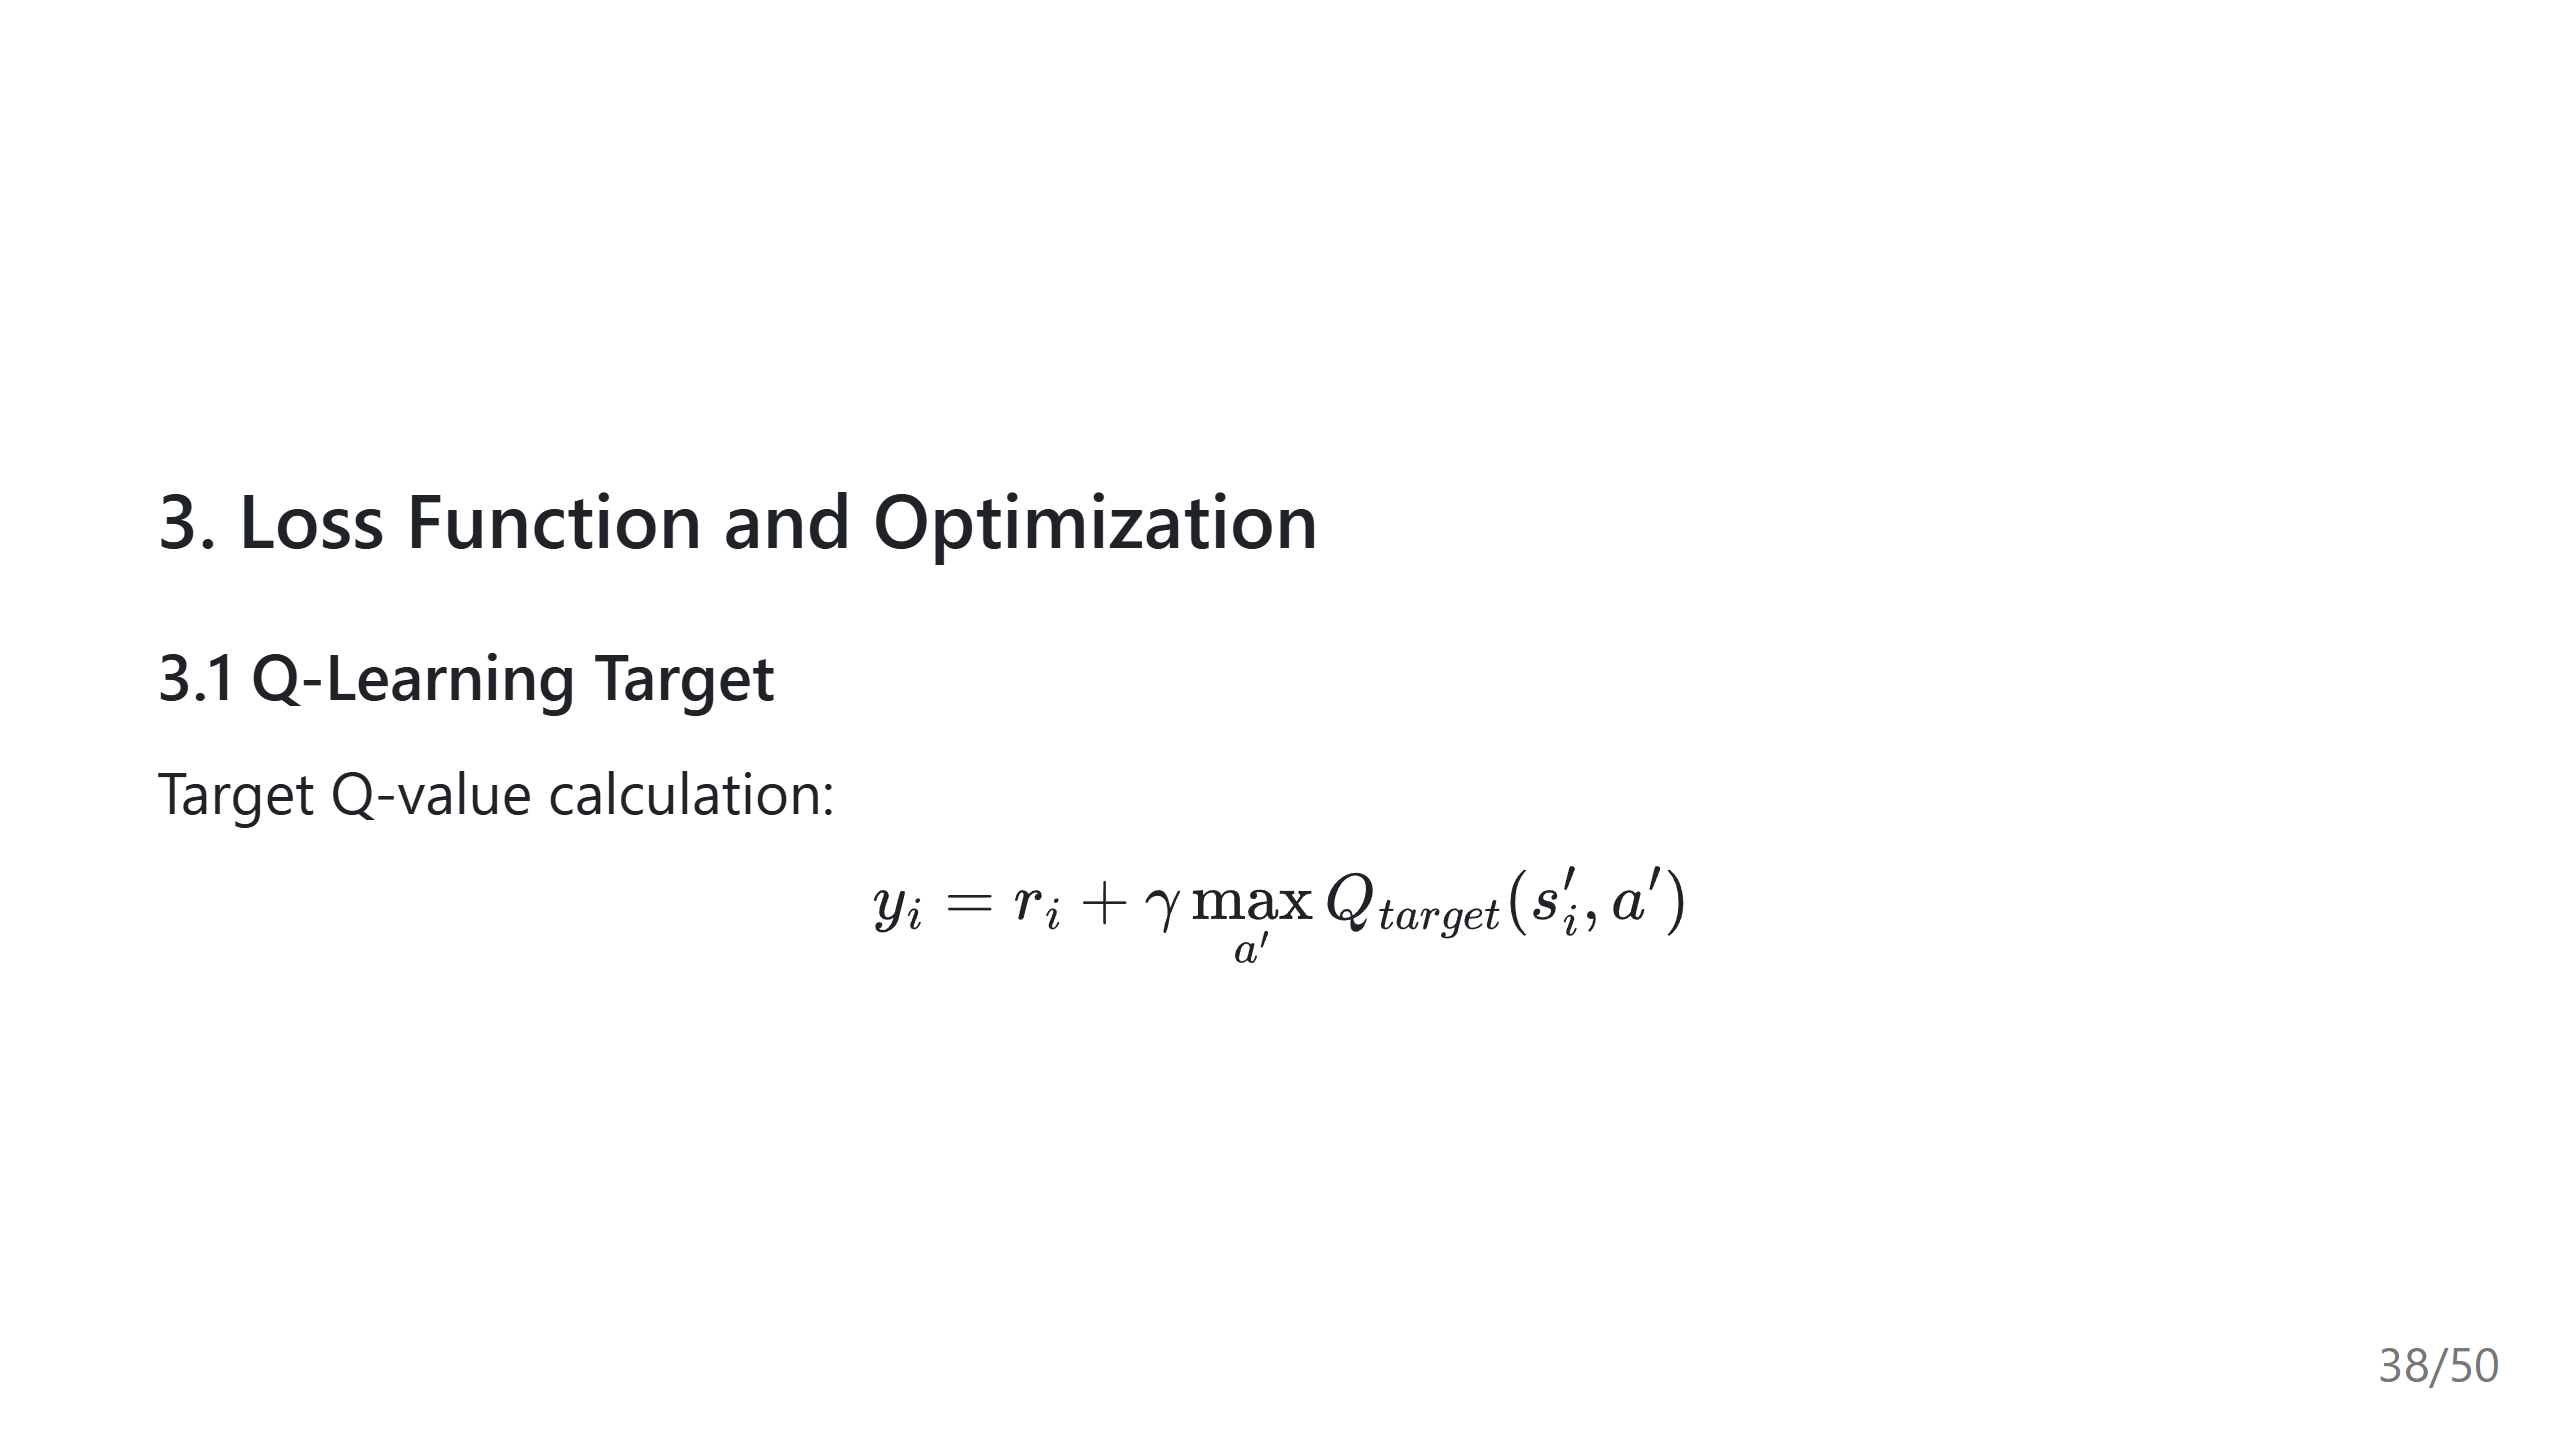 3. Loss Function and Optimization
3.1 Q-Learning Target
Target Q-value calculation:
$y_i = r_i + \gamma \max_{a'} Q_{target}(s'_i, a')$
38/50